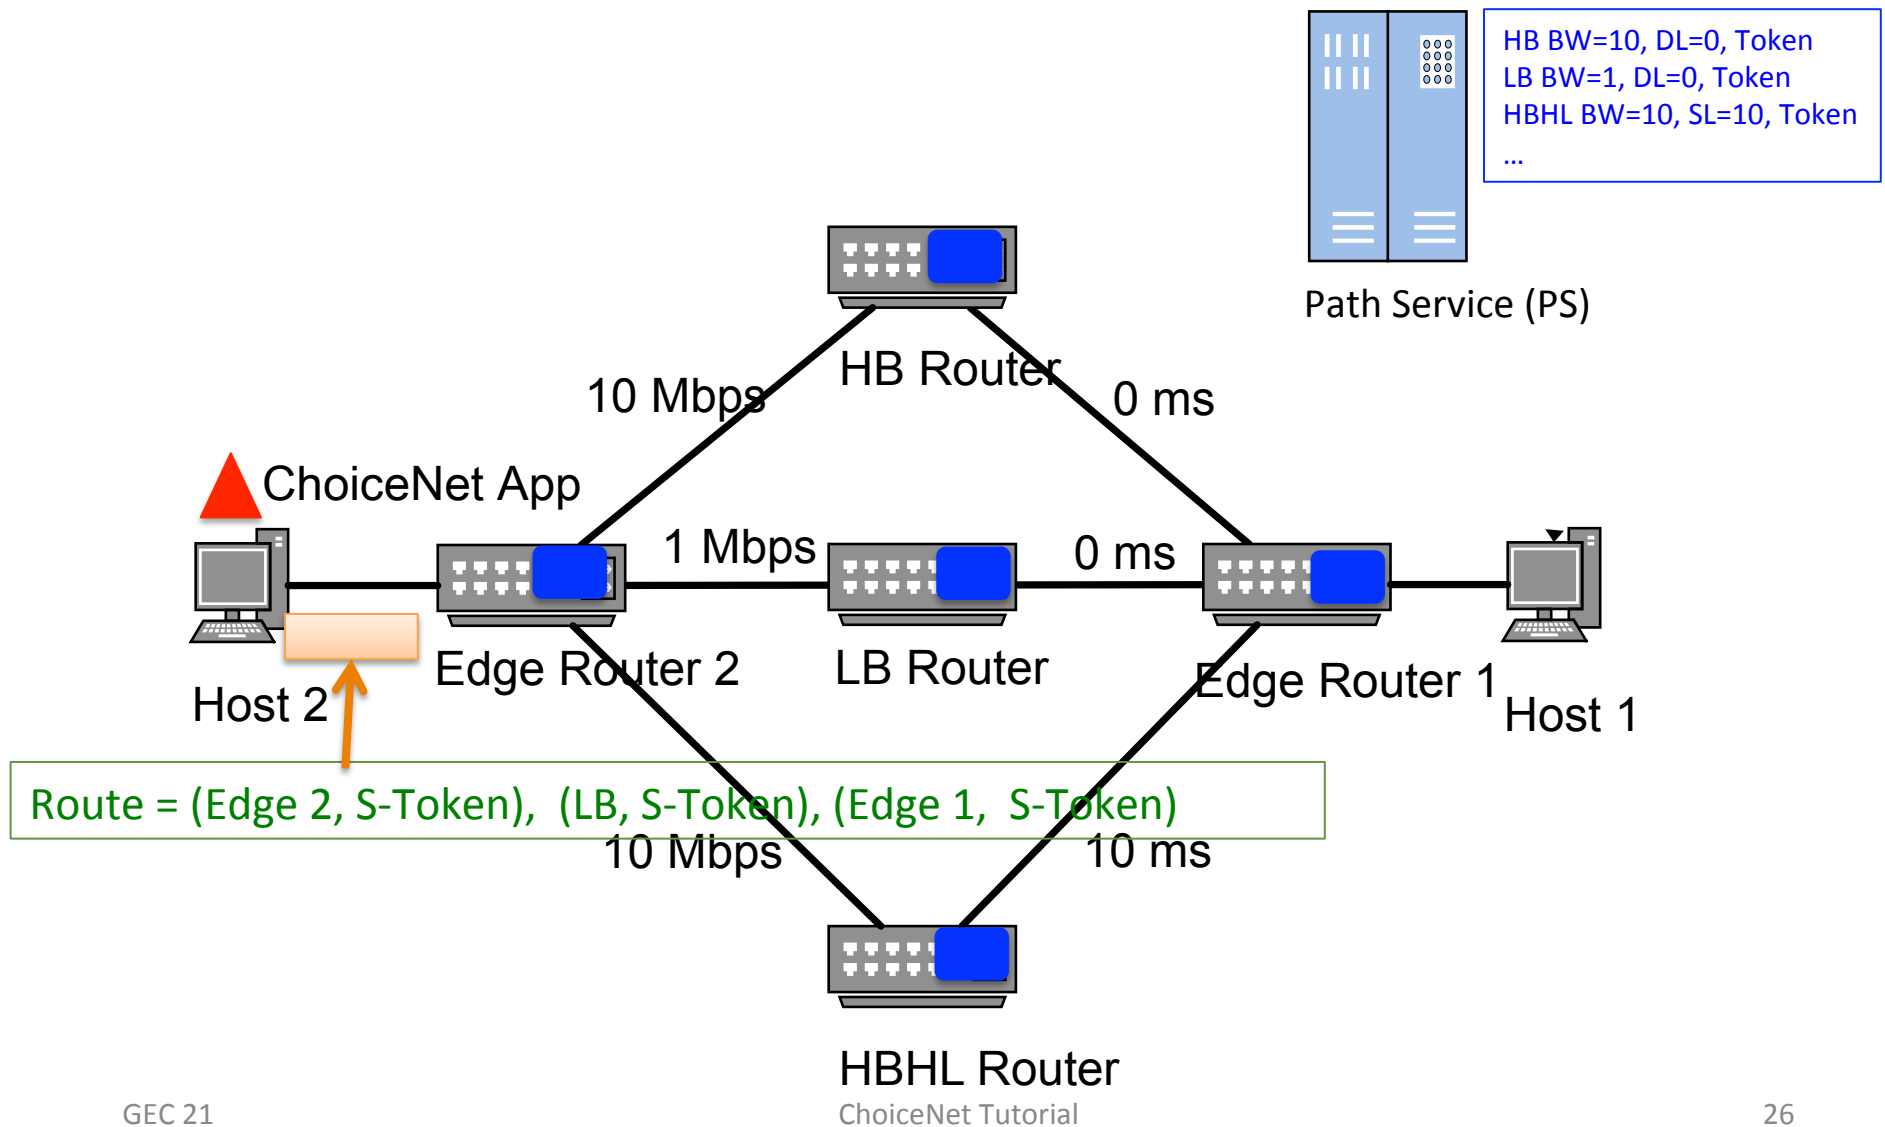 HB BW=10, DL=0, Token
LB BW=1, DL=0, Token
HBHL BW=10, SL=10, Token
...
Path Service (PS)
HB Router
10 Mbps
0 ms
ChoiceNet App
1 Mbps
0 ms
Edge Router 2
LB Router
Edge Router 1
Host 2
Host 1
Route = (Edge 2, S-Token),  (LB, S-Token), (Edge 1,  S-Token)
10 Mbps
10 ms
HBHL Router
GEC 21
ChoiceNet Tutorial
26